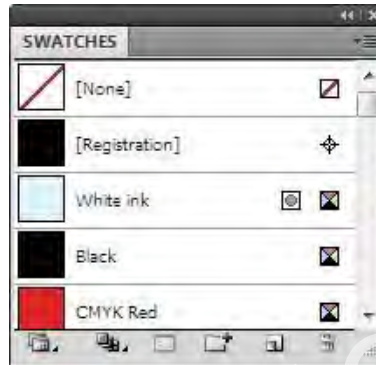 SWATCHES
[None]
[Registration]
White ink
Black
CMYK Red